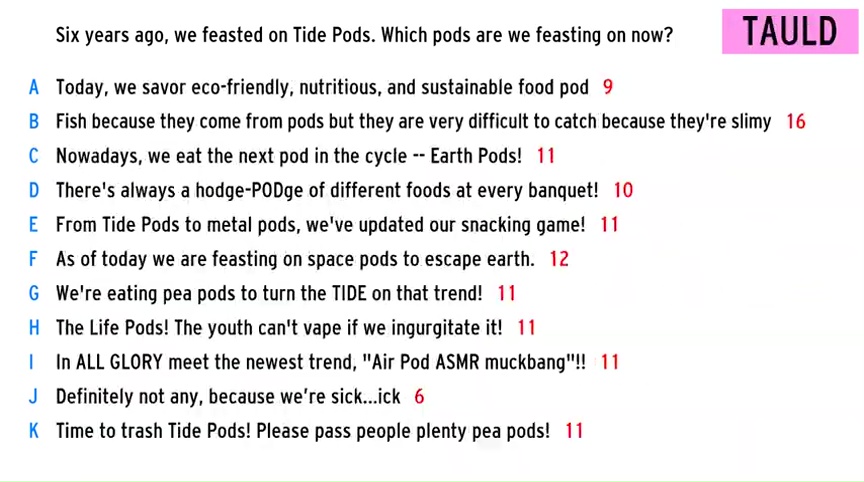 Six years ago, we feasted on Tide Pods. Which pods are we feasting on now?
TAULD
A Today, we savor eco-friendly, nutritious, and sustainable food pod 9
B Fish because they come from pods but they are very difficult to catch because they're slimy 16
C Nowadays, we eat the next pod in the cycle -- Earth Pods! 11
D There's always a hodge-PODge of different foods at every banquet! 10
E From Tide Pods to metal pods, we've updated our snacking game! 11
F As of today we are feasting on space pods to escape earth. 12
G We're eating pea pods to turn the TIDE on that trend! 11
H The Life Pods! The youth can't vape if we ingurgitate it! 11
I In ALL GLORY meet the newest trend, "Air Pod ASMR muckbang"!! 11
J Definitely not any, because we’re sick...ick 6
K Time to trash Tide Pods! Please pass people plenty pea pods! 11